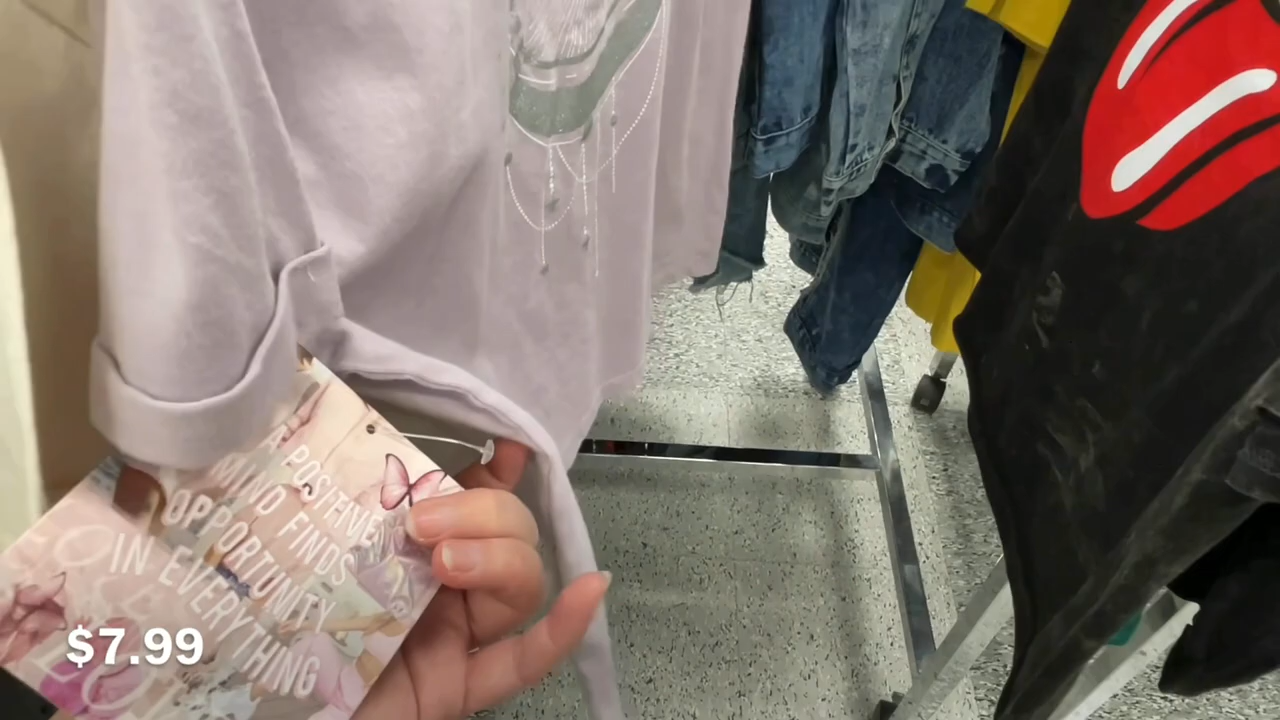 A POSITIVE
MIND FINDS
OPPORTUNITY
IN EVERYTHING
$7.99